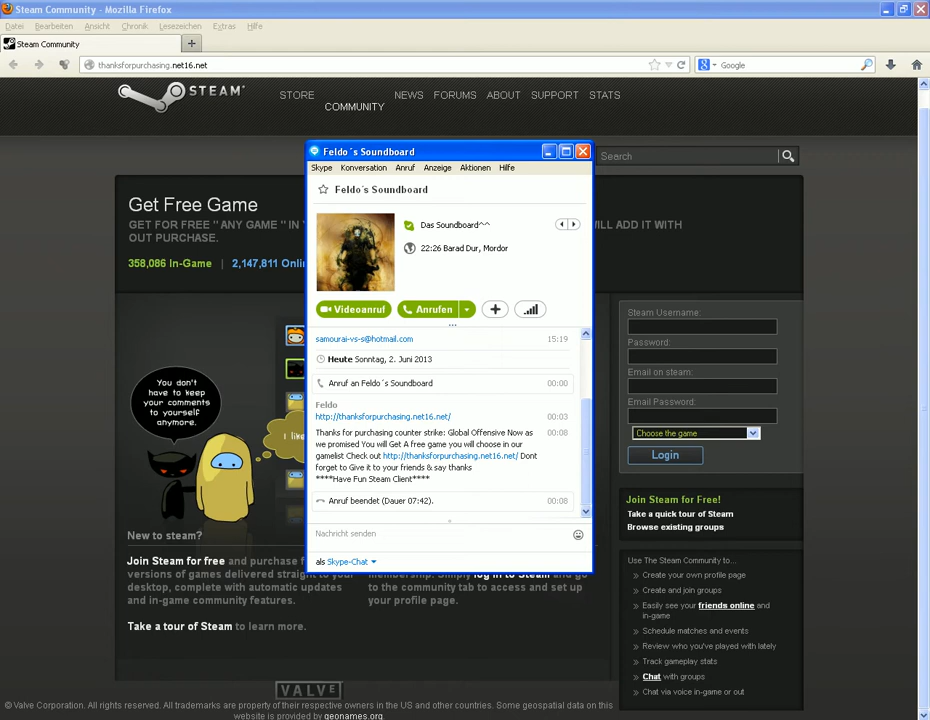 Steam Community - Mozilla Firefox
Datei Bearbeiten Ansicht Chronik Lesezeichen Extras Hilfe
Steam Community
thanksforpurchasing.net16.net
Google
STEAM
STORE
COMMUNITY
NEWS FORUMS ABOUT SUPPORT STATS
Search
Get Free Game
GET FOR FREE " ANY GAME " IN
WILL ADD IT WITH
OUT PURCHASE.
358,086 In-Game | 2,147,811
You don't
have to keep
your comments
to yourself
anymore.
I like
New to steam?
Join Steam for free and purchase
versions of games delivered straight to your
desktop, complete with automatic updates
and in-game community features.
Take a tour of Steam to learn more.
membership. Simply log in to Steam and go
to the community tab to access and set up
your profile page.
Feldo´s Soundboard
Skype Konversation Anruf Anzeige Aktionen Hilfe
Feldo´s Soundboard
Das Soundboard^^
22:26 Barad Dur, Mordor
Videoanruf
Anrufen
samourai-vs-s@hotmail.com 15:19
Heute Sonntag, 2. Juni 2013
Anruf an Feldo´s Soundboard 00:00
Feldo
http://thanksforpurchasing.net16.net/ 00:03
Thanks for purchasing counter strike: Global Offensive Now as 00:08
we promised You will Get A free game you will choose in our
gamelist Check out http://thanksforpurchasing.net16.net/ Dont
forget to Give it to your friends & say thanks
****Have Fun Steam Client****
Anruf beendet (Dauer 07:42). 00:08
Nachricht senden
als Skype-Chat
Steam Username:
Password:
Email on steam:
Email Password:
Choose the game
Login
Join Steam for Free!
Take a quick tour of Steam
Browse existing groups
Use The Steam Community to...
Create your own profile page
Create and join groups
Easily see your friends online and
in-game
Schedule matches and events
Review who you've played with lately
Track gameplay stats
Chat with groups
Chat via voice in-game or out
VALVE
© Valve Corporation. All rights reserved. All trademarks are property of their respective owners in the US and other countries. Some geospatial data on this
website is provided by geonames.org.